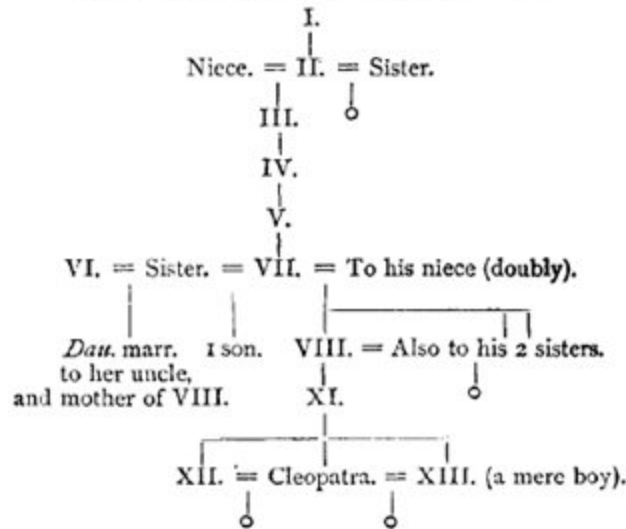 I.
Niece. = II. = Sister.
III.
IV.
V.
VI. = Sister. = VII. = To his niece (doubly).
Dau. marr. 1 son. VIII. = Also to his 2 sisters.
to her uncle,
and mother of VIII. XI.
XII. = Cleopatra. = XIII. (a mere boy).